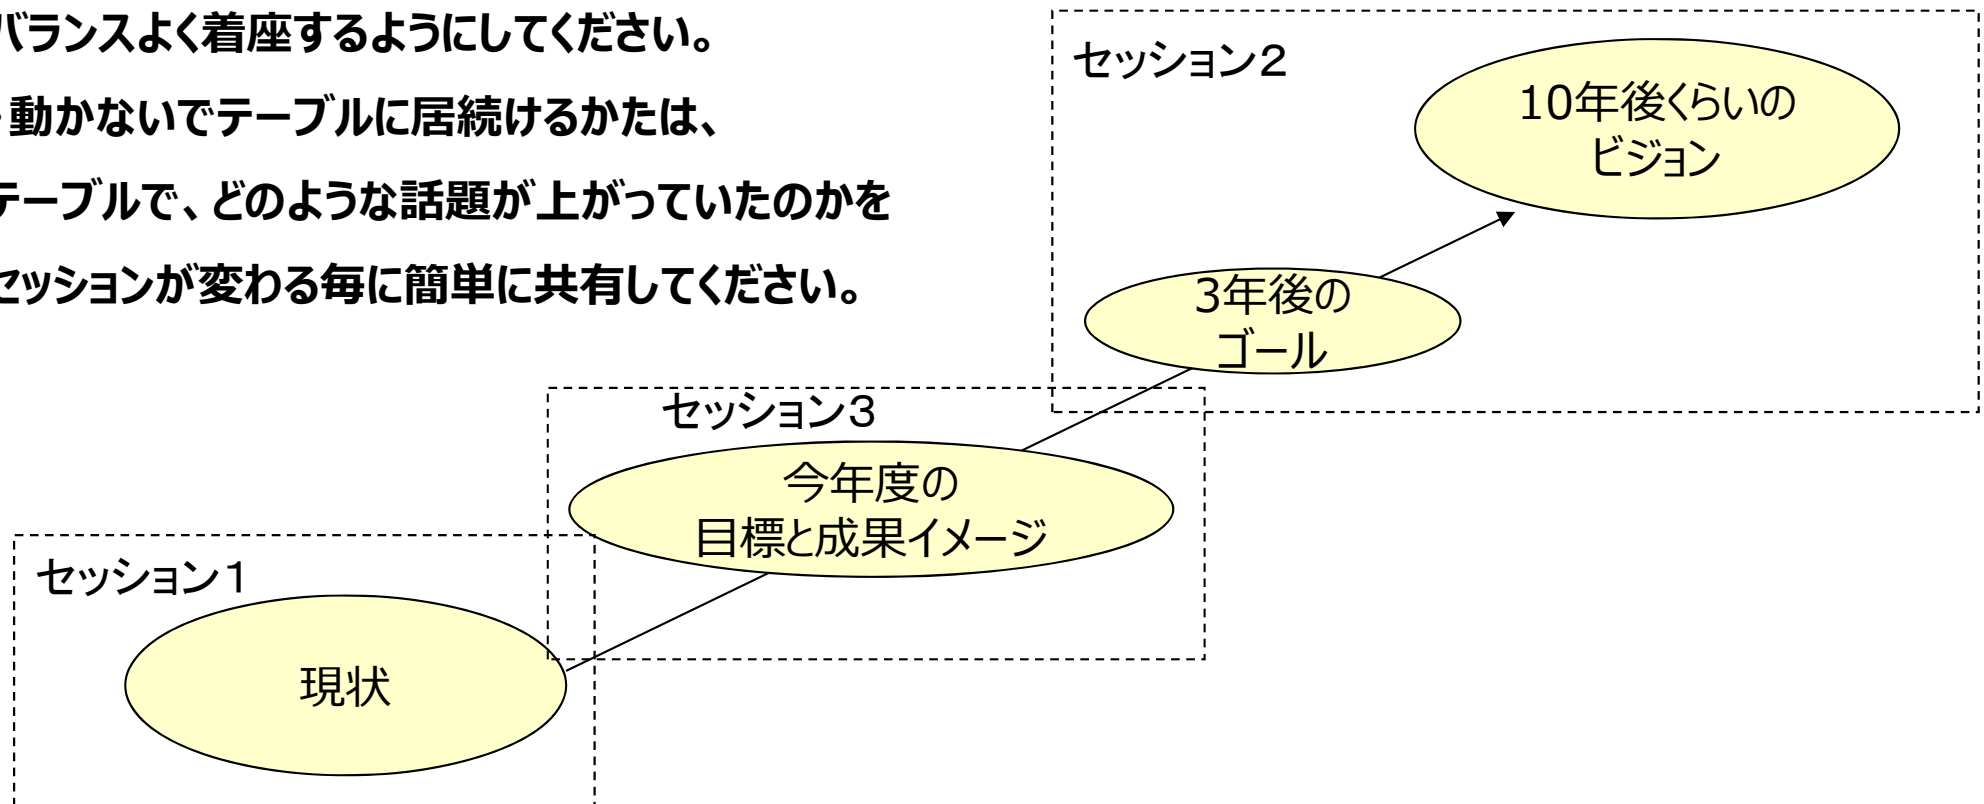 バランスよく着座するようにしてください。
動かないでテーブルに居続けるかたは、
テーブルで、どのような話題が上がっていたのかを
セッションが変わる毎に簡単に共有してください。
セッション２
10年後くらいの
ビジョン
3年後の
ゴール
セッション３
今年度の
目標と成果イメージ
セッション１
現状